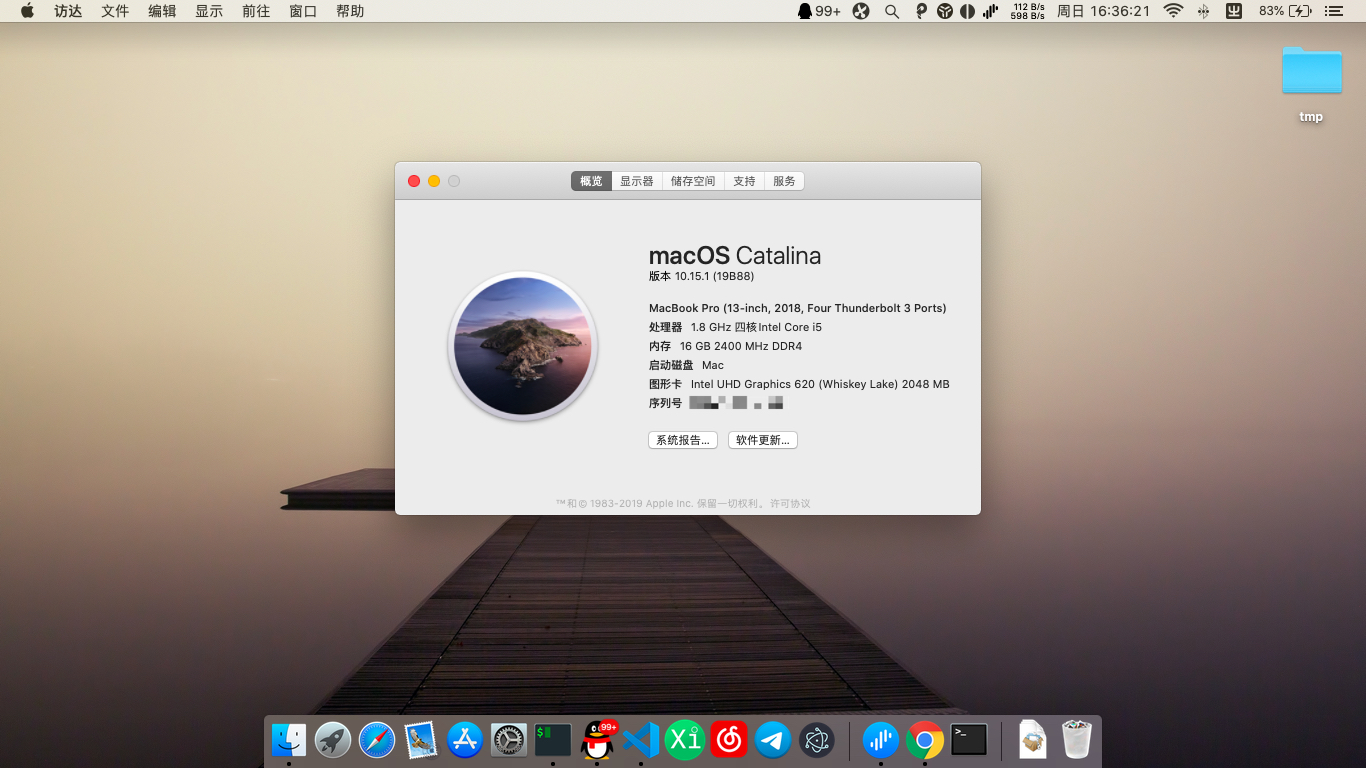 访达 文件 编辑 显示 前往 窗口 帮助 99+ 112 B/s 周日 16:36:21 83%
598 B/s
tmp
概览 显示器 储存空间 支持 服务
macOS Catalina
版本 10.15.1 (19B88)
MacBook Pro (13-inch, 2018, Four Thunderbolt 3 Ports)
处理器 1.8 GHz 四核Intel Core i5
内存 16 GB 2400 MHz DDR4
启动磁盘 Mac
图形卡 Intel UHD Graphics 620 (Whiskey Lake) 2048 MB
序列号
系统报告... 软件更新...
™和© 1983-2019 Apple Inc. 保留一切权利。许可协议
$ 99+ Xi >_